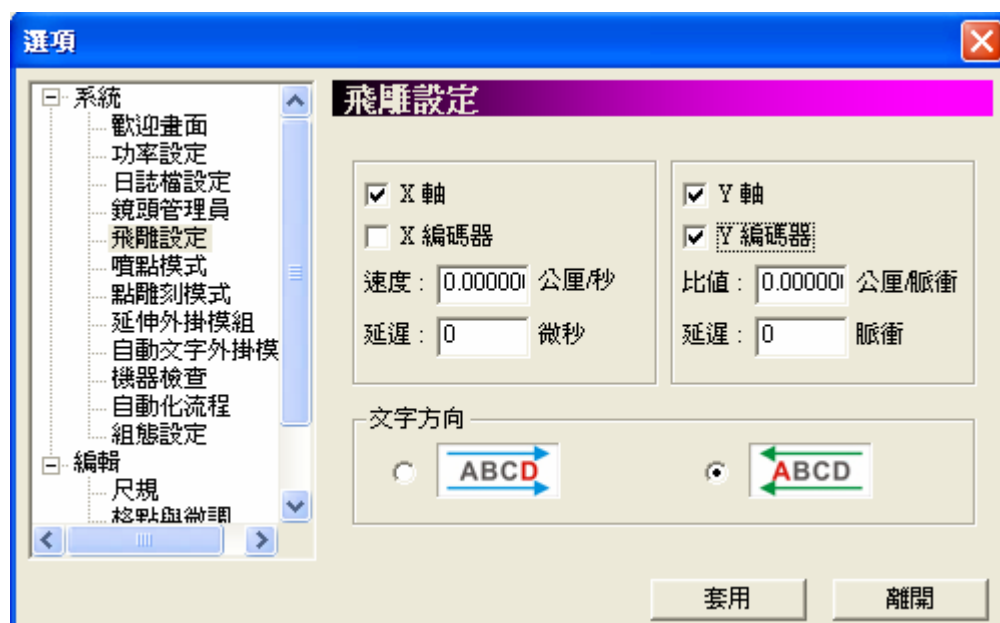 選項
系統
歡迎畫面
功率設定
日誌檔設定
鏡頭管理員
飛雕設定
噴點模式
點雕刻模式
延伸外掛模組
自動文字外掛模
機器檢查
自動化流程
組態設定
編輯
尺規
格點與微調
飛雕設定
X 軸
X 編碼器
速度 : 0.00000 公厘/秒
延遲 : 0 微秒
Y 軸
Y 編碼器
比值 : 0.00000 公厘/脈衝
延遲 : 0 脈衝
文字方向
ABCD
ABCD
套用
離開